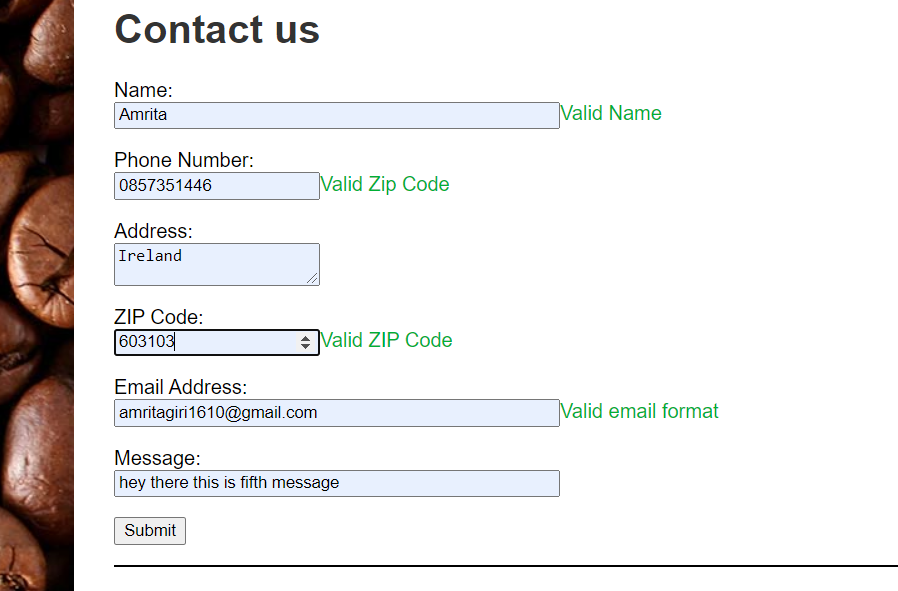 Contact us
Name:
Amrita Valid Name
Phone Number:
0857351446 Valid Zip Code
Address:
Ireland
ZIP Code:
603103 Valid ZIP Code
Email Address:
amritagiri1610@gmail.com Valid email format
Message:
hey there this is fifth message
Submit